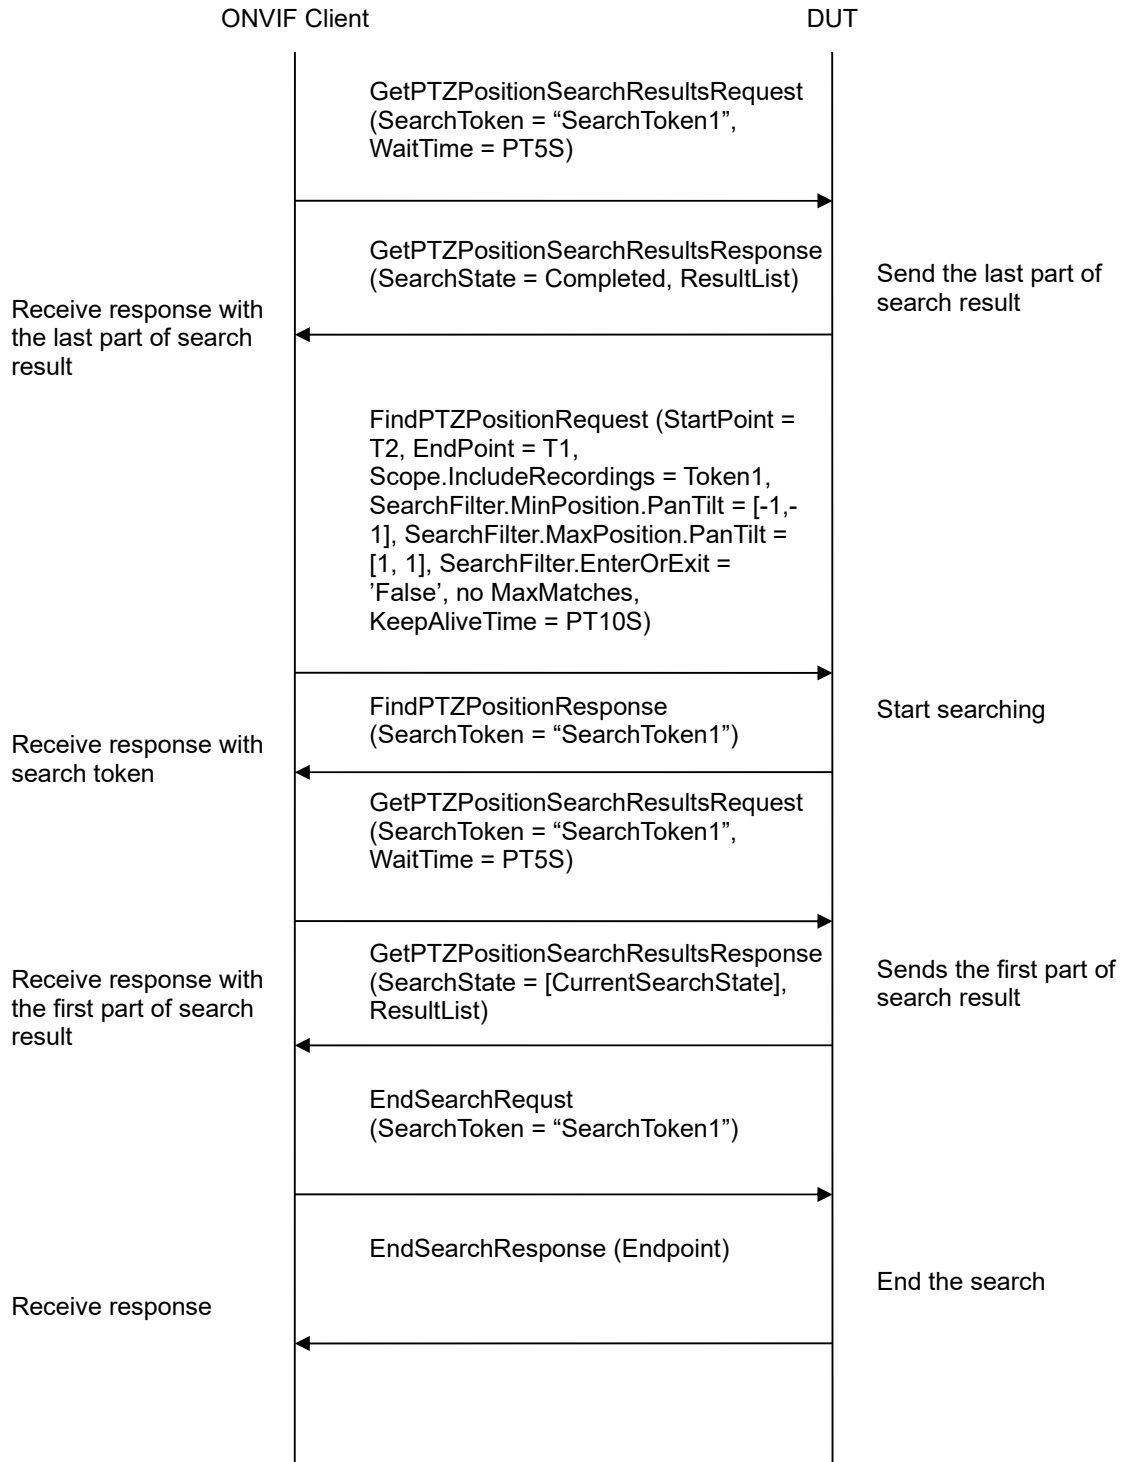 ONVIF Client
DUT
GetPTZPositionSearchResultsRequest
(SearchToken = “SearchToken1”,
WaitTime = PT5S)
GetPTZPositionSearchResultsResponse
(SearchState = Completed, ResultList)
Send the last part of
search result
Receive response with
the last part of search
result
FindPTZPositionRequest (StartPoint =
T2, EndPoint = T1,
Scope.IncludeRecordings = Token1,
SearchFilter.MinPosition.PanTilt = [-1,-
1], SearchFilter.MaxPosition.PanTilt =
[1, 1], SearchFilter.EnterOrExit =
’False’, no MaxMatches,
KeepAliveTime = PT10S)
FindPTZPositionResponse
(SearchToken = “SearchToken1”)
Start searching
Receive response with
search token
GetPTZPositionSearchResultsRequest
(SearchToken = “SearchToken1”,
WaitTime = PT5S)
GetPTZPositionSearchResultsResponse
(SearchState = [CurrentSearchState],
ResultList)
Sends the first part of
search result
Receive response with
the first part of search
result
EndSearchRequst
(SearchToken = “SearchToken1”)
EndSearchResponse (Endpoint)
End the search
Receive response